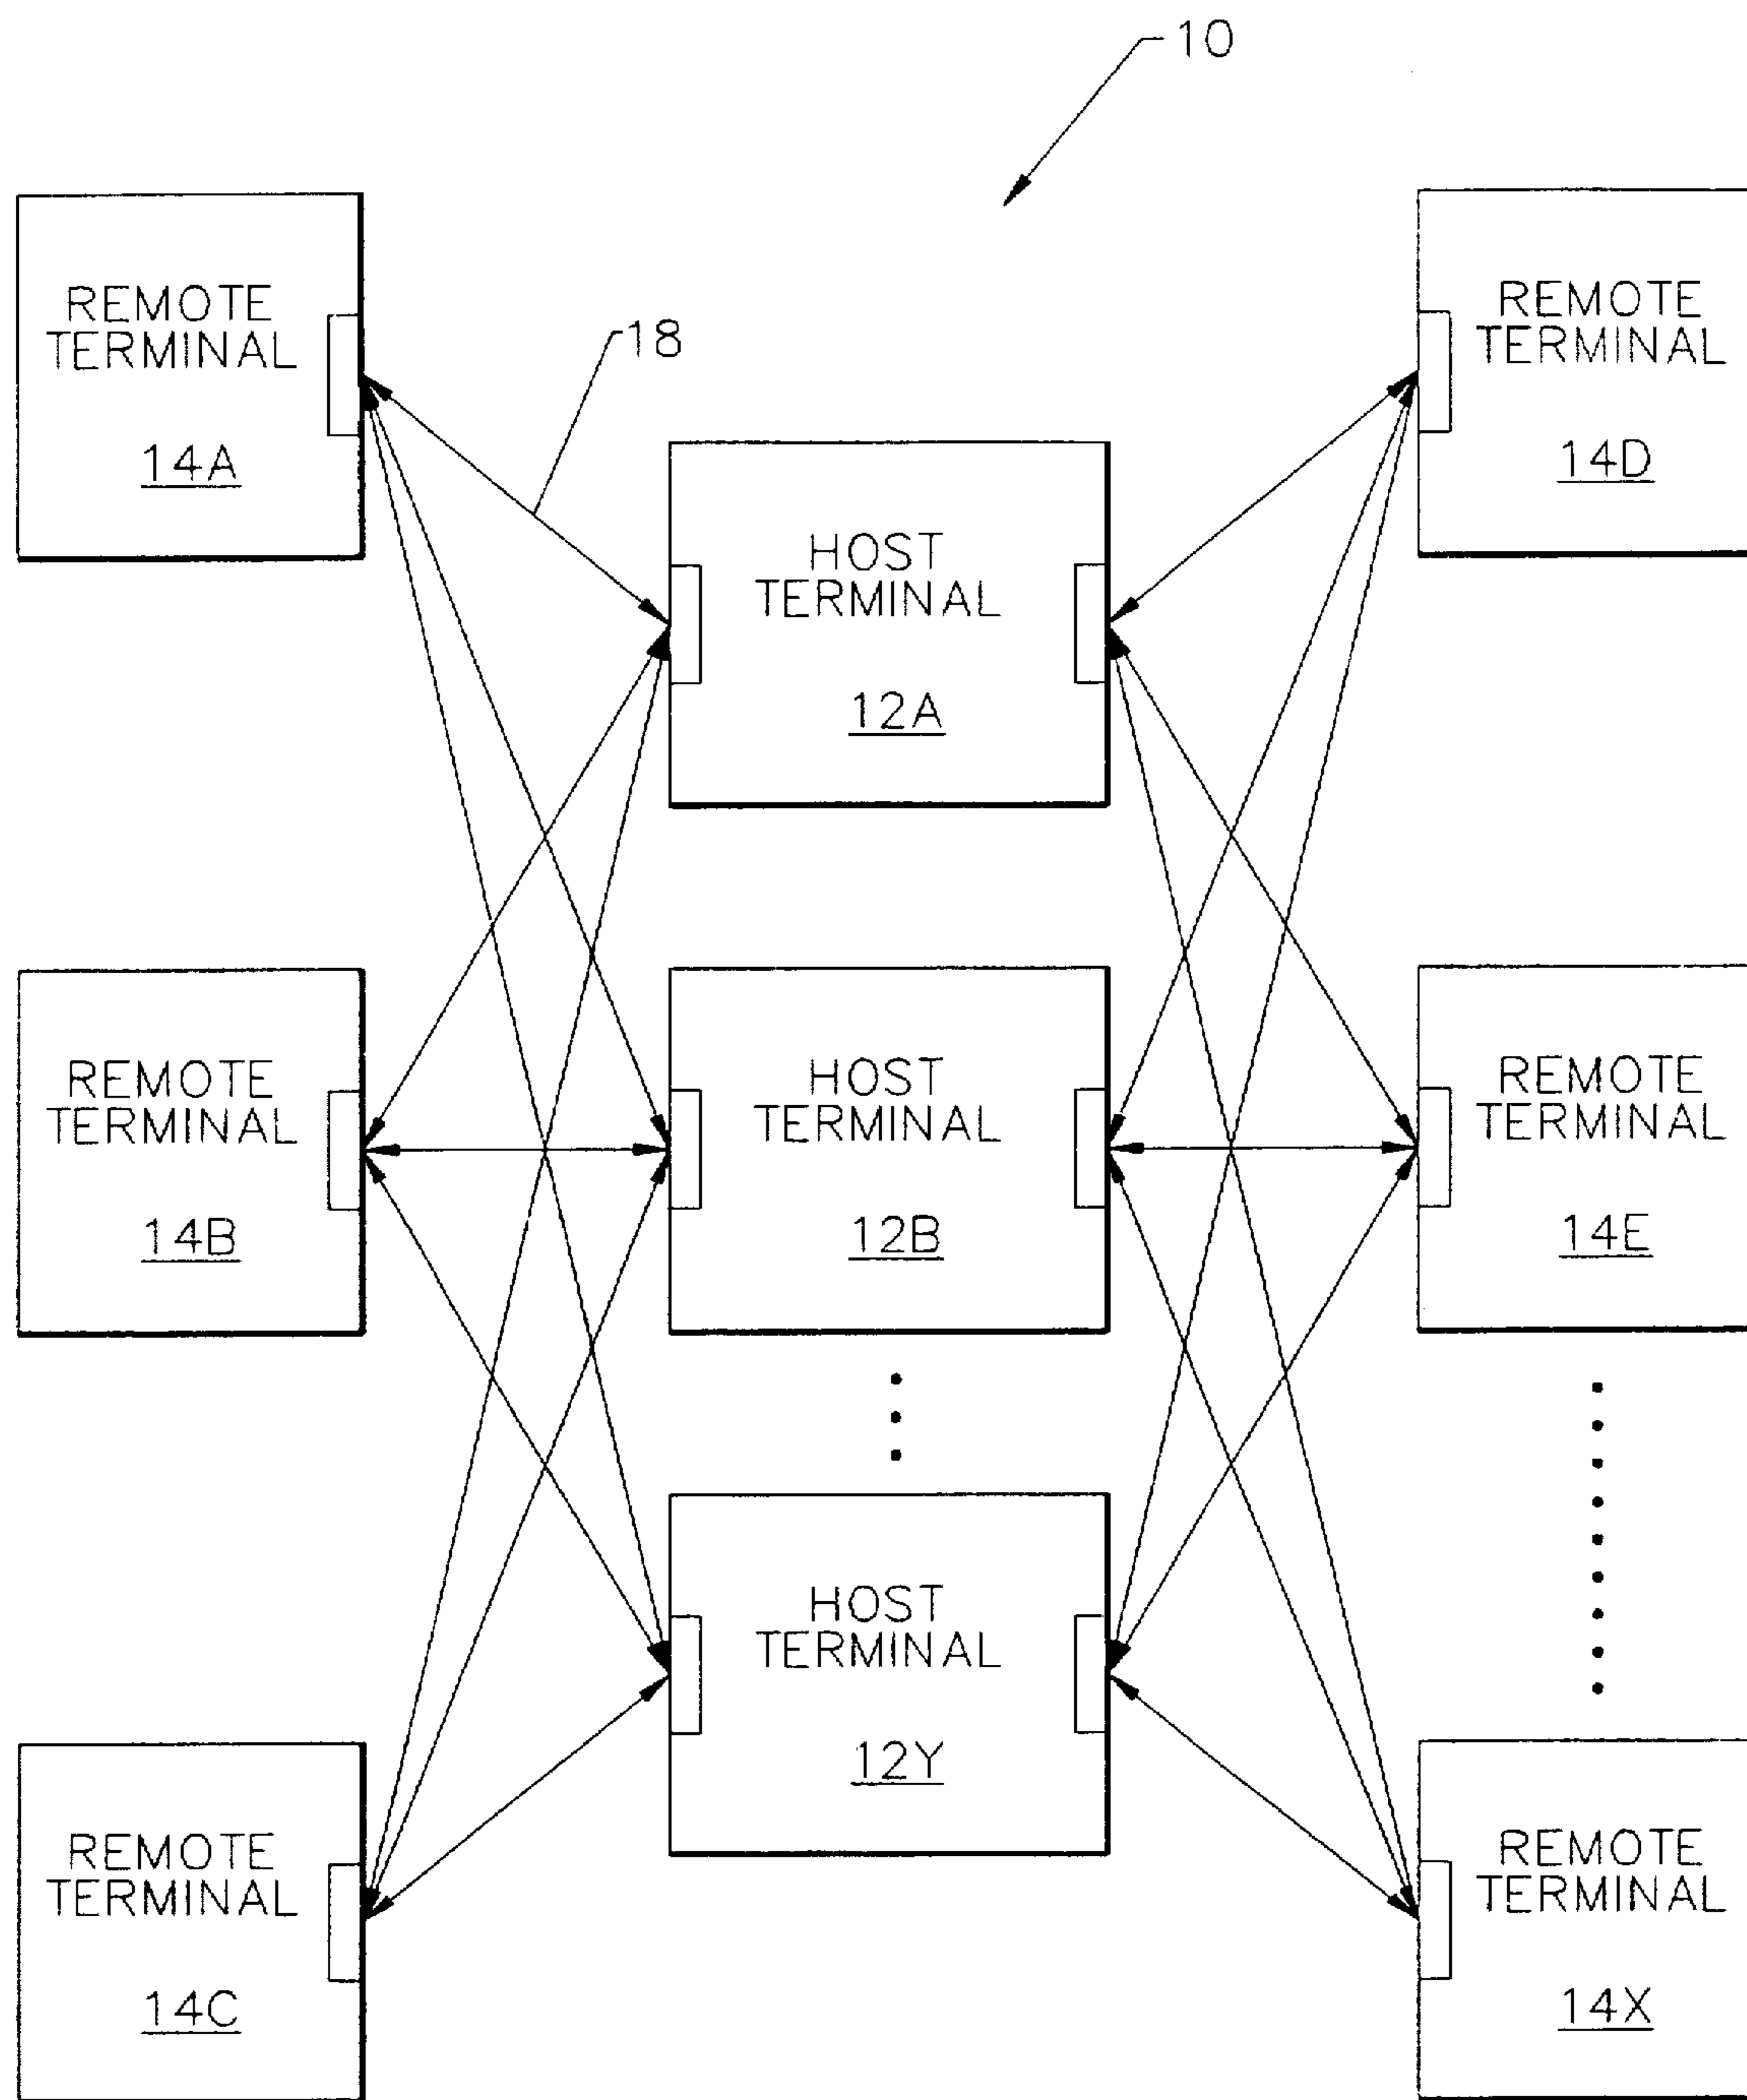 10
REMOTE
TERMINAL
14A
18
REMOTE
TERMINAL
14D
HOST
TERMINAL
12A
REMOTE
TERMINAL
14B
HOST
TERMINAL
12B
REMOTE
TERMINAL
14E
HOST
TERMINAL
12Y
REMOTE
TERMINAL
14C
REMOTE
TERMINAL
14X